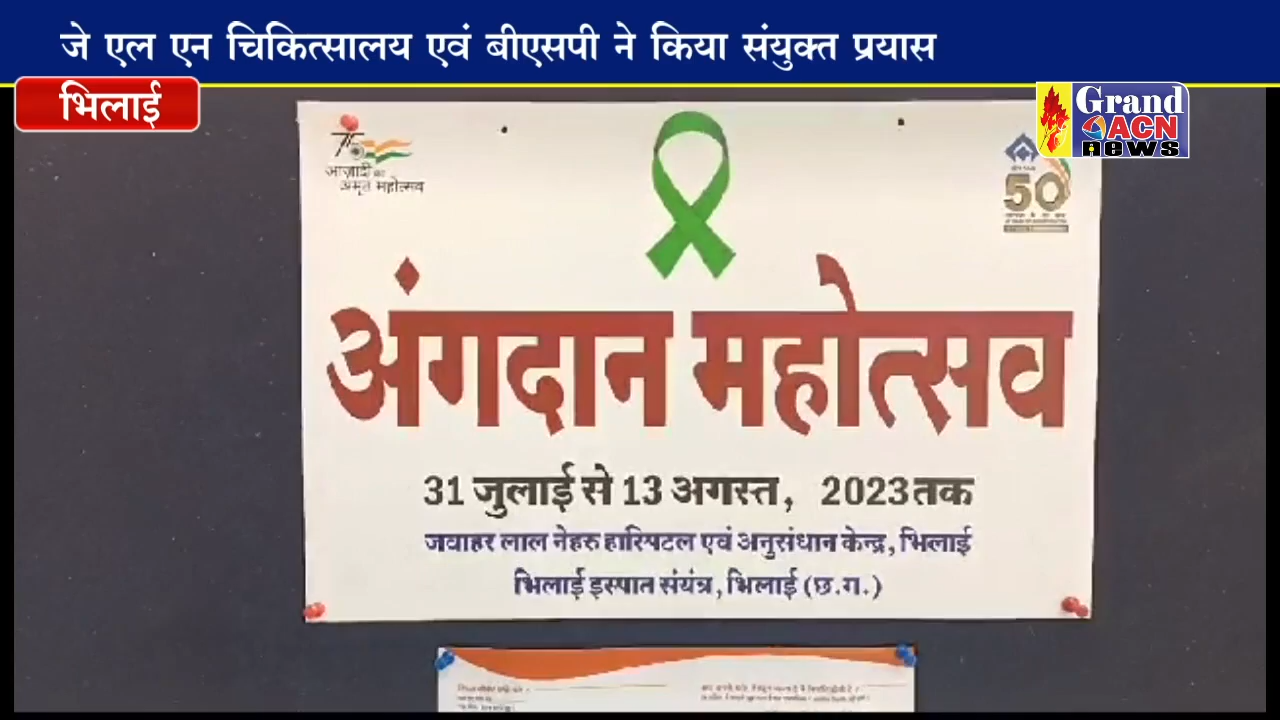 जे एल एन चिकित्सालय एवं बीएसपी ने किया संयुक्त प्रयास
भिलाई
Grand
ACN
news
75
आज़ादी का
अमृत महोत्सव
50
अंगदान महोत्सव
31 जुलाई से 13 अगस्त, 2023 तक
जवाहर लाल नेहरु हास्पिटल एवं अनुसंधान केन्द्र, भिलाई
भिलाई इस्पात संयंत्र, भिलाई (छ.ग.)